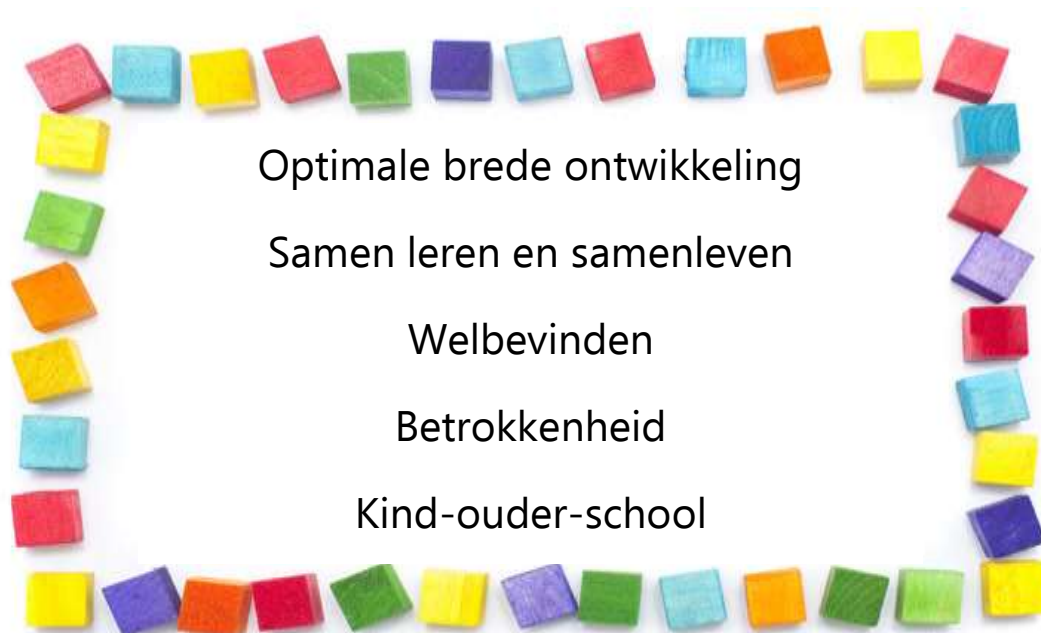 Optimale brede ontwikkeling
Samen leren en samenleven
Welbevinden
Betrokkenheid
Kind-ouder-school